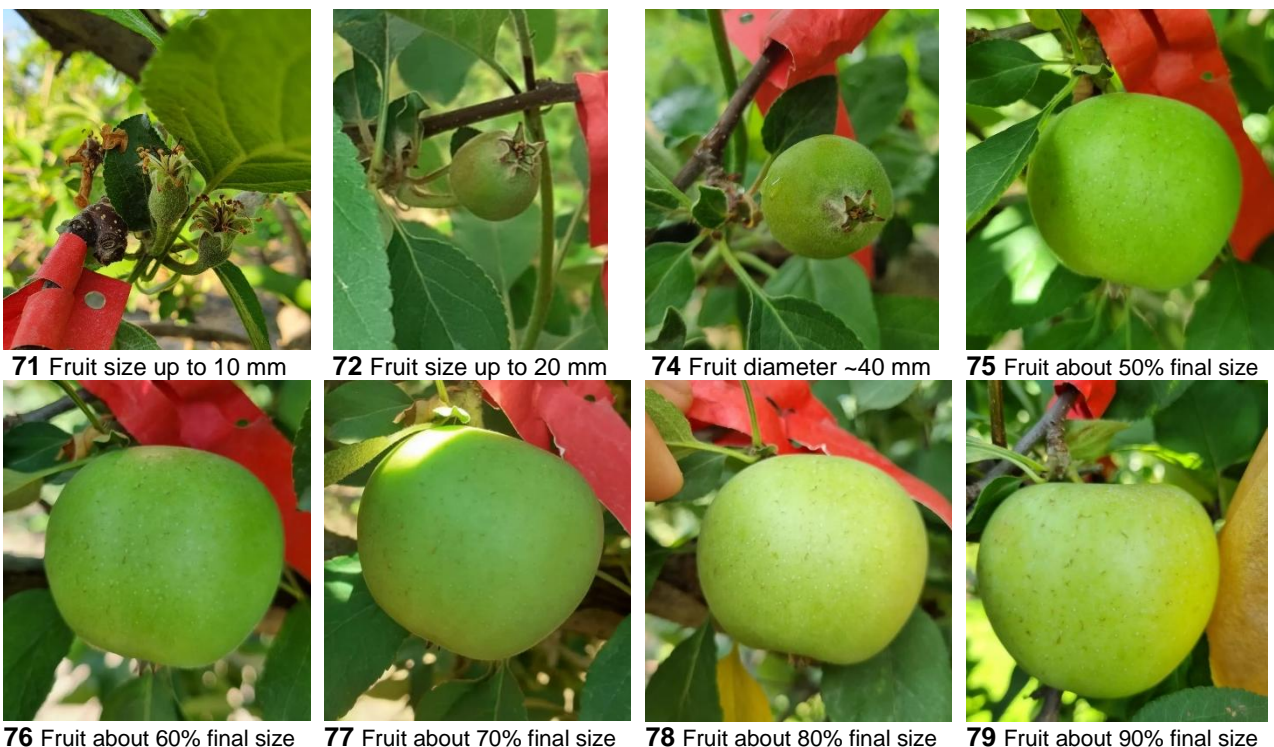 71 Fruit size up to 10 mm
72 Fruit size up to 20 mm
74 Fruit diameter ~40 mm
75 Fruit about 50% final size
76 Fruit about 60% final size
77 Fruit about 70% final size
78 Fruit about 80% final size
79 Fruit about 90% final size